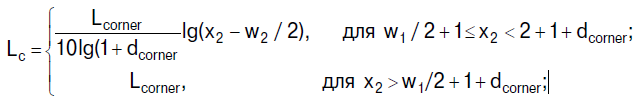 L_c = { L_corner / 10lg(1+ d_corner lg(x_2 – w_2 / 2), для w_1 / 2 + 1 ≤ x_2 < 2 + 1 + d_corner;
L_corner, для x_2 > w_1/2 + 1 + d_corner;